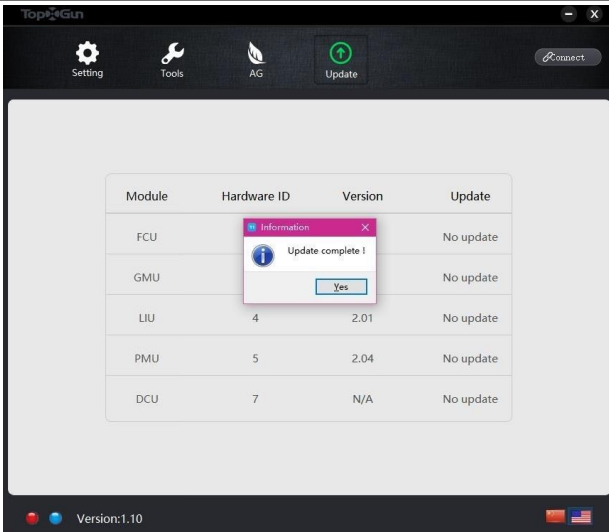 TopXGun
Setting Tools AG Update Connect
Module Hardware ID Version Update
Information
FCU No update
Update complete !
GMU Yes No update
LIU 4 2.01 No update
PMU 5 2.04 No update
DCU 7 N/A No update
Version:1.10